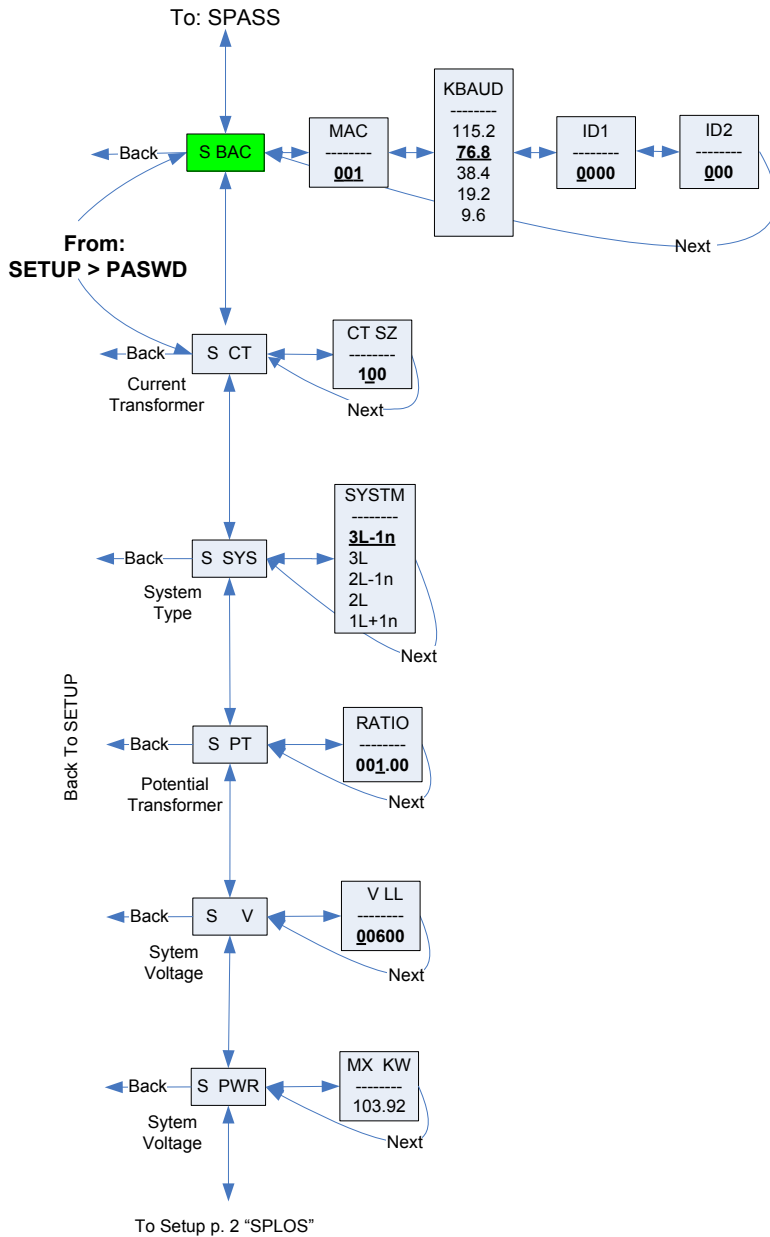 To: SPASS
Back
S BAC
MAC
--------
001
KBAUD
--------
115.2
76.8
38.4
19.2
9.6
ID1
--------
0000
ID2
--------
000
Next
From:
SETUP > PASWD
Back
S CT
Current
Transformer
CT SZ
--------
100
Next
Back
S SYS
System
Type
SYSTM
--------
3L-1n
3L
2L-1n
2L
1L+1n
Next
Back To SETUP
Back
S PT
Potential
Transformer
RATIO
--------
001.00
Next
Back
S V
Sytem
Voltage
V LL
--------
00600
Next
Back
S PWR
Sytem
Voltage
MX KW
--------
103.92
Next
To Setup p. 2 “SPLOS”